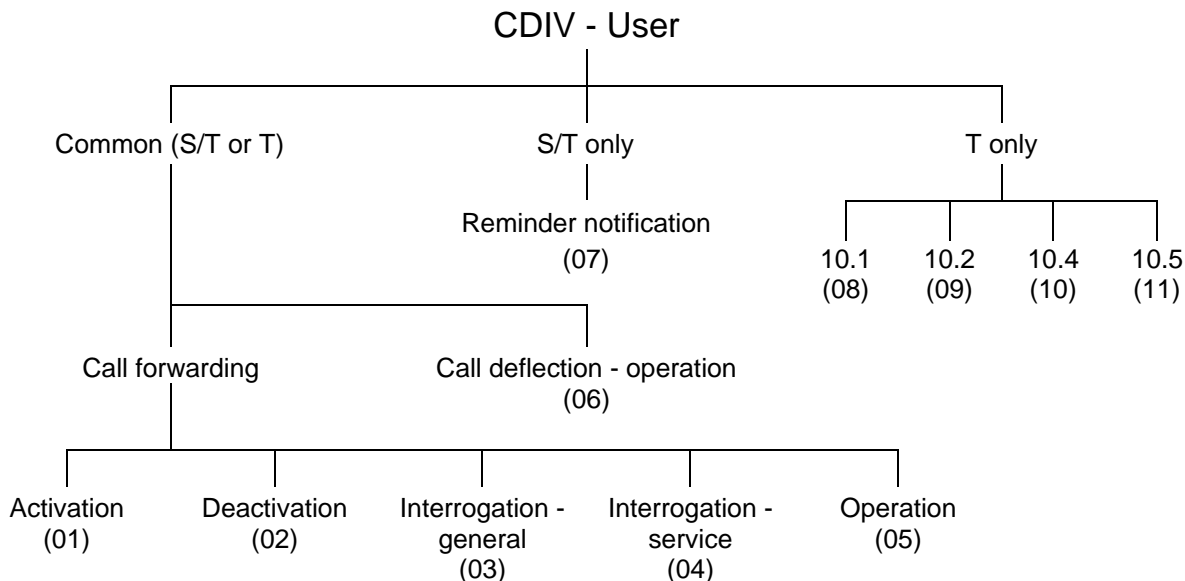 CDIV - User
Common (S/T or T)
S/T only
T only
Reminder notification
(07)
10.1
(08)
10.2
(09)
10.4
(10)
10.5
(11)
Call forwarding
Call deflection - operation
(06)
Activation
(01)
Deactivation
(02)
Interrogation -
general
(03)
Interrogation -
service
(04)
Operation
(05)